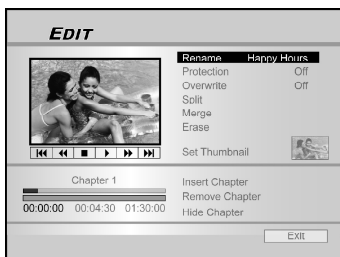 EDIT
Rename Happy Hours
Protection Off
Overwrite Off
Split
Merge
Erase
Set Thumbnail
Chapter 1
00:00:00 00:04:30 01:30:00
Insert Chapter
Remove Chapter
Hide Chapter
Exit